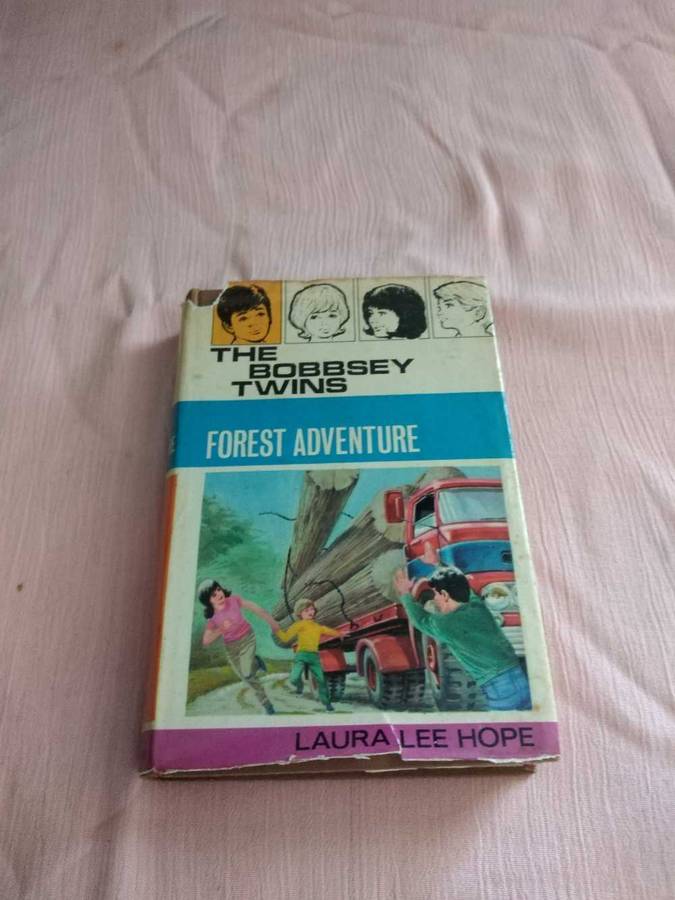 THE
BOBBSEY
TWINS
FOREST ADVENTURE
LAURA LEE HOPE